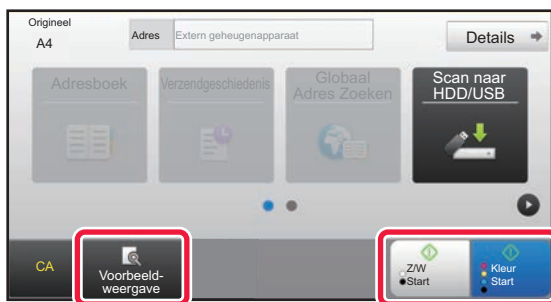 Origineel
A4
Adres
Extern geheugenapparaat
Details
Adresboek
Verzendgeschiedenis
Globaal
Adres Zoeken
Scan naar
HDD/USB
CA
Voorbeeld-
weergave
Z/W
Start
Kleur
Start